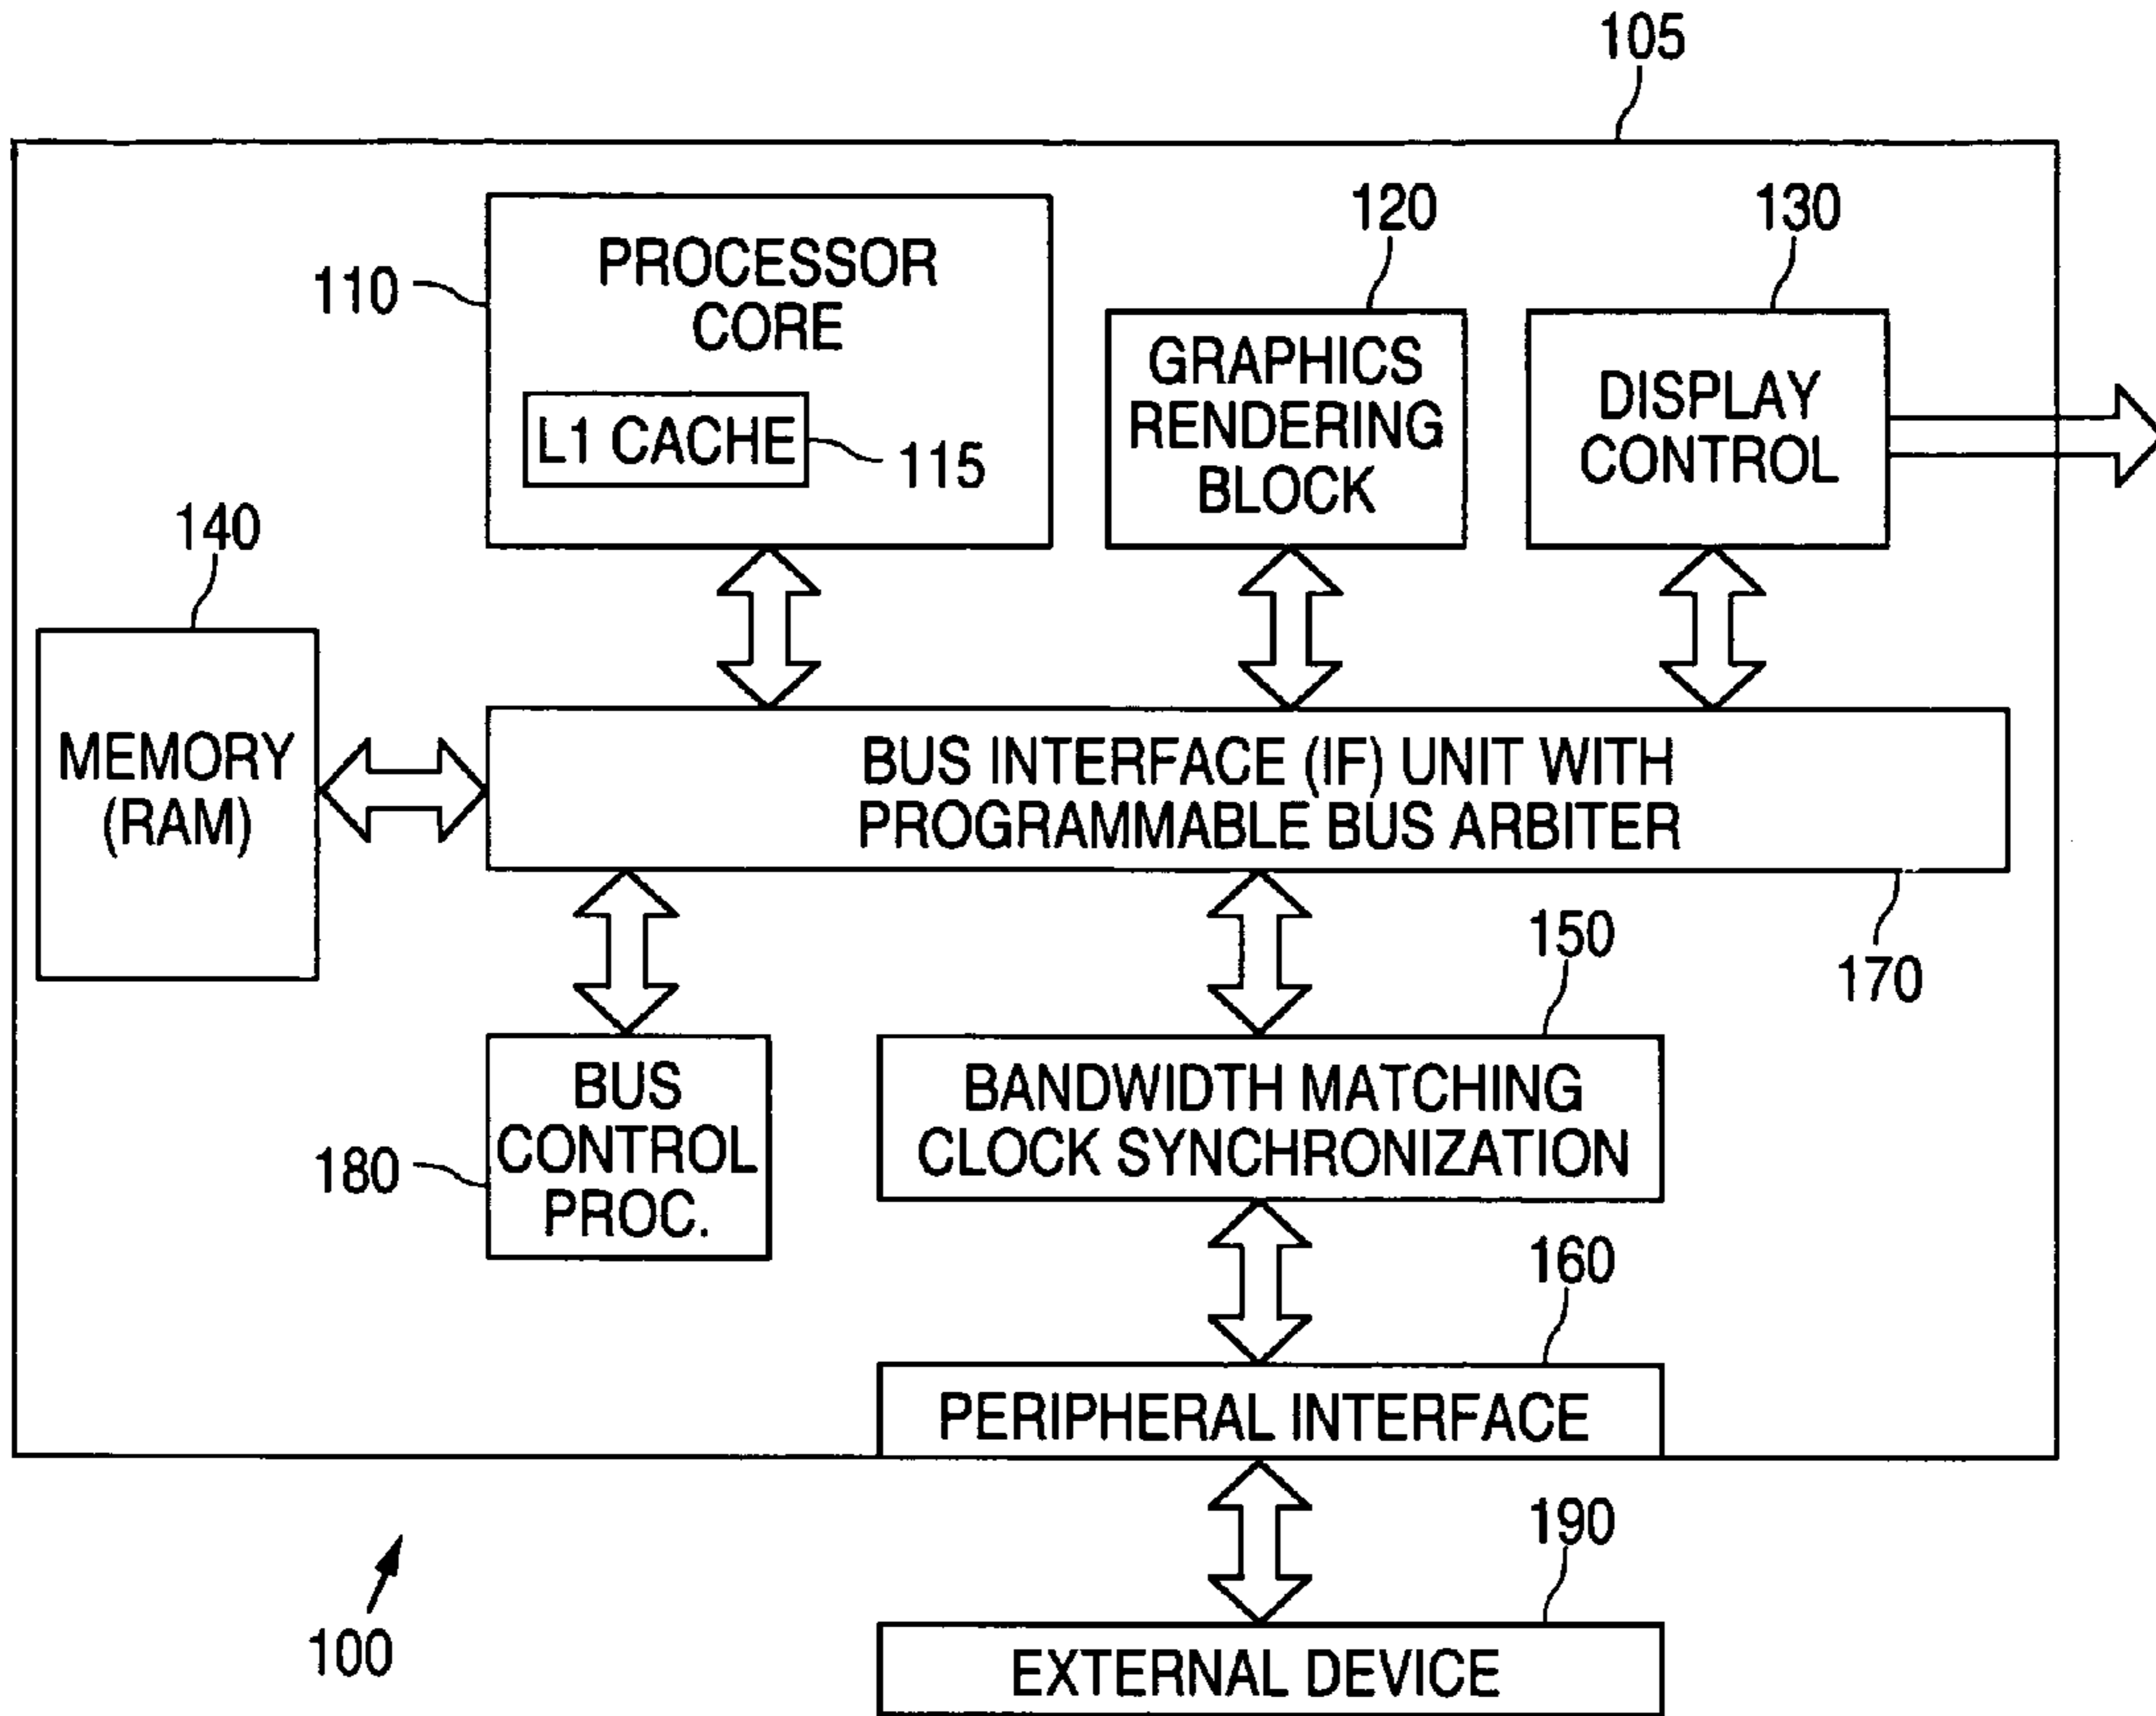 105
PROCESSOR
CORE
110
L1 CACHE
115
120
GRAPHICS
RENDERING
BLOCK
130
DISPLAY
CONTROL
140
MEMORY
(RAM)
BUS INTERFACE (IF) UNIT WITH
PROGRAMMABLE BUS ARBITER
170
BUS
CONTROL
PROC.
180
150
BANDWIDTH MATCHING
CLOCK SYNCHRONIZATION
160
PERIPHERAL INTERFACE
190
EXTERNAL DEVICE
100